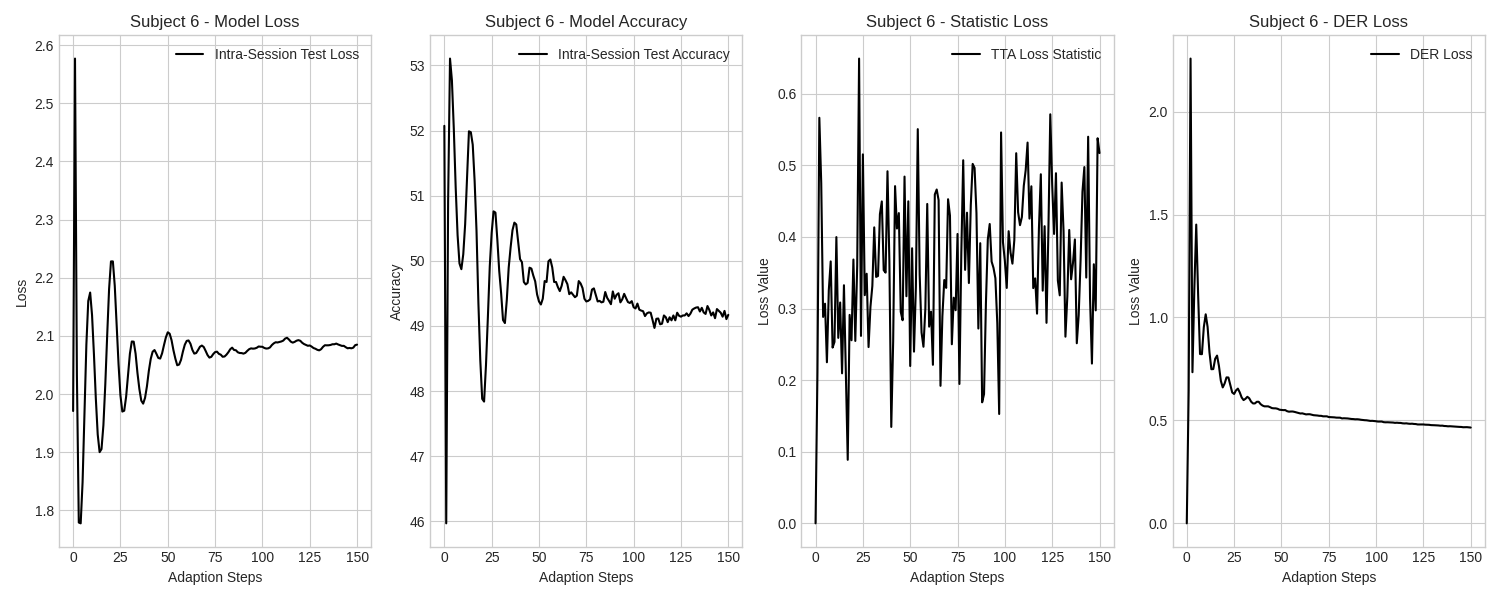 Subject 6 - Model Loss
Intra-Session Test Loss
Loss
2.6
2.5
2.4
2.3
2.2
2.1
2.0
1.9
1.8
0 25 50 75 100 125 150
Adaption Steps
Subject 6 - Model Accuracy
Intra-Session Test Accuracy
Accuracy
53
52
51
50
49
48
47
46
0 25 50 75 100 125 150
Adaption Steps
Subject 6 - Statistic Loss
TTA Loss Statistic
Loss Value
0.6
0.5
0.4
0.3
0.2
0.1
0.0
0 25 50 75 100 125 150
Adaption Steps
Subject 6 - DER Loss
DER Loss
Loss Value
2.0
1.5
1.0
0.5
0.0
0 25 50 75 100 125 150
Adaption Steps